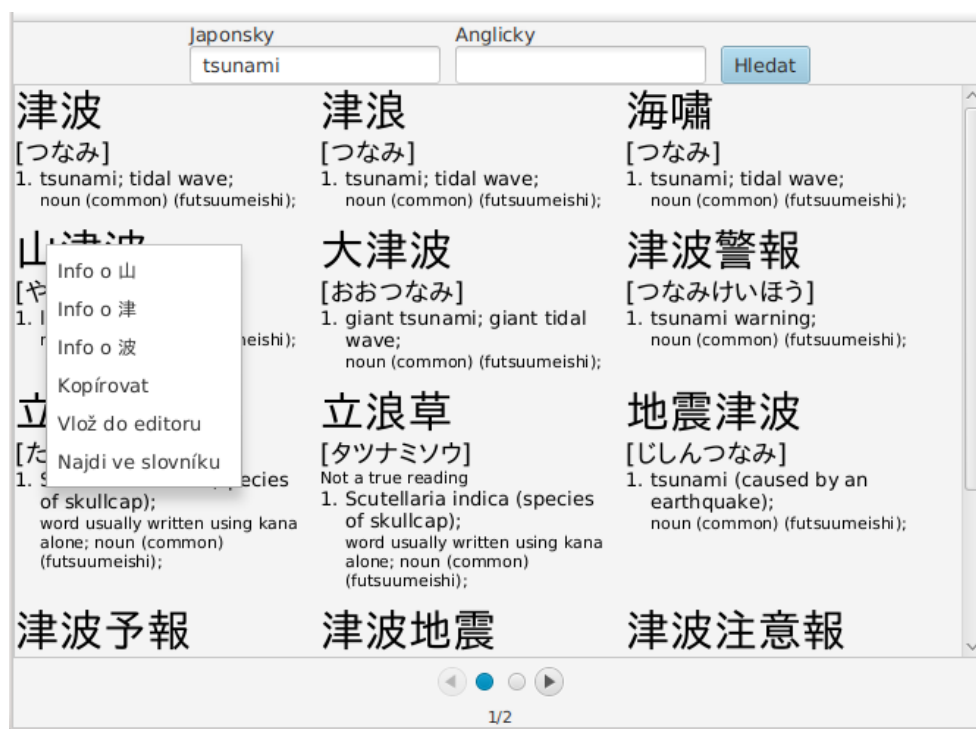 Japonsky
Anglicky
tsunami
Hledat
津波
[つなみ]
1. tsunami; tidal wave;
noun (common) (futsuumeishi);
津浪
[つなみ]
1. tsunami; tidal wave;
noun (common) (futsuumeishi);
海嘯
[つなみ]
1. tsunami; tidal wave;
noun (common) (futsuumeishi);
山津波
Info o 山
Info o 津
Info o 波
Kopírovat
Vlož do editoru
Najdi ve slovníku
大津波
[おおつなみ]
1. giant tsunami; giant tidal
wave;
noun (common) (futsuumeishi);
津波警報
[つなみけいほう]
1. tsunami warning;
noun (common) (futsuumeishi);
of skullcap);
word usually written using kana
alone; noun (common)
(futsuumeishi);
立浪草
[タツナミソウ]
Not a true reading
1. Scutellaria indica (species
of skullcap);
word usually written using kana
alone; noun (common)
(futsuumeishi);
地震津波
[じしんつなみ]
1. tsunami (caused by an
earthquake);
noun (common) (futsuumeishi);
津波予報
津波地震
津波注意報
1/2